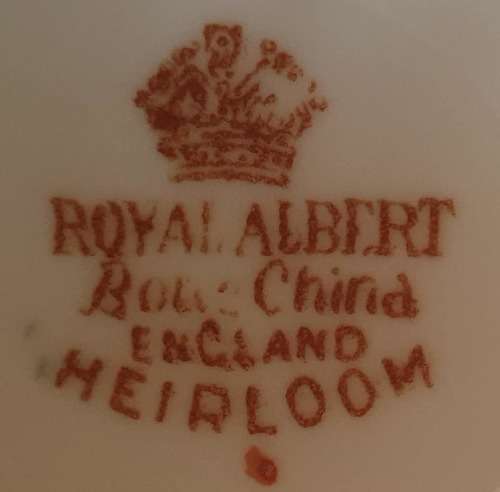 ROYAL ALBERT
Bone China
ENGLAND
HEIRLOOM